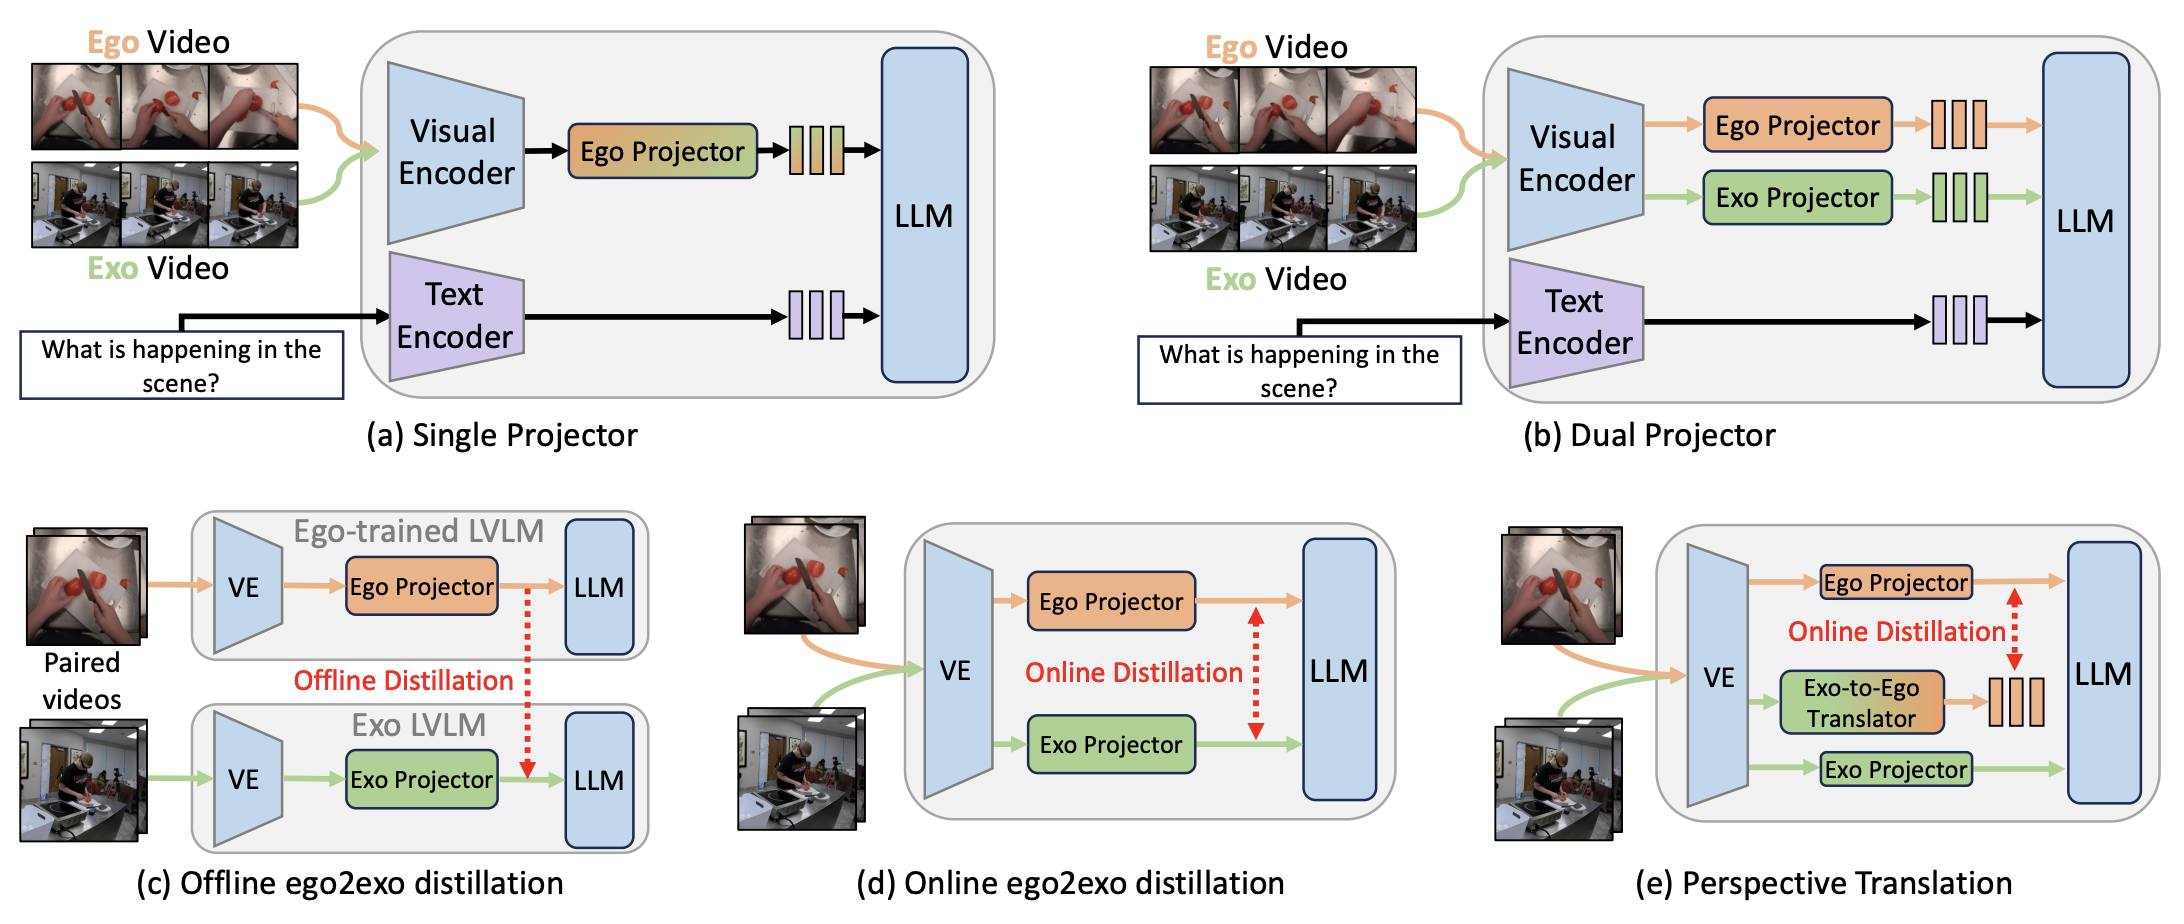 Ego Video
Visual
Encoder
Ego Projector
LLM
Exo Video
Text
Encoder
What is happening in the
scene?
(a) Single Projector
Ego Video
Visual
Encoder
Ego Projector
Exo Projector
LLM
Exo Video
Text
Encoder
What is happening in the
scene?
(b) Dual Projector
Ego-trained LVLM
VE
Ego Projector
LLM
Paired
videos
Offline Distillation
Exo LVLM
VE
Exo Projector
LLM
(c) Offline ego2exo distillation
Ego Projector
VE
Online Distillation
LLM
Exo Projector
(d) Online ego2exo distillation
Ego Projector
Online Distillation
VE
Exo-to-Ego
Translator
LLM
Exo Projector
(e) Perspective Translation